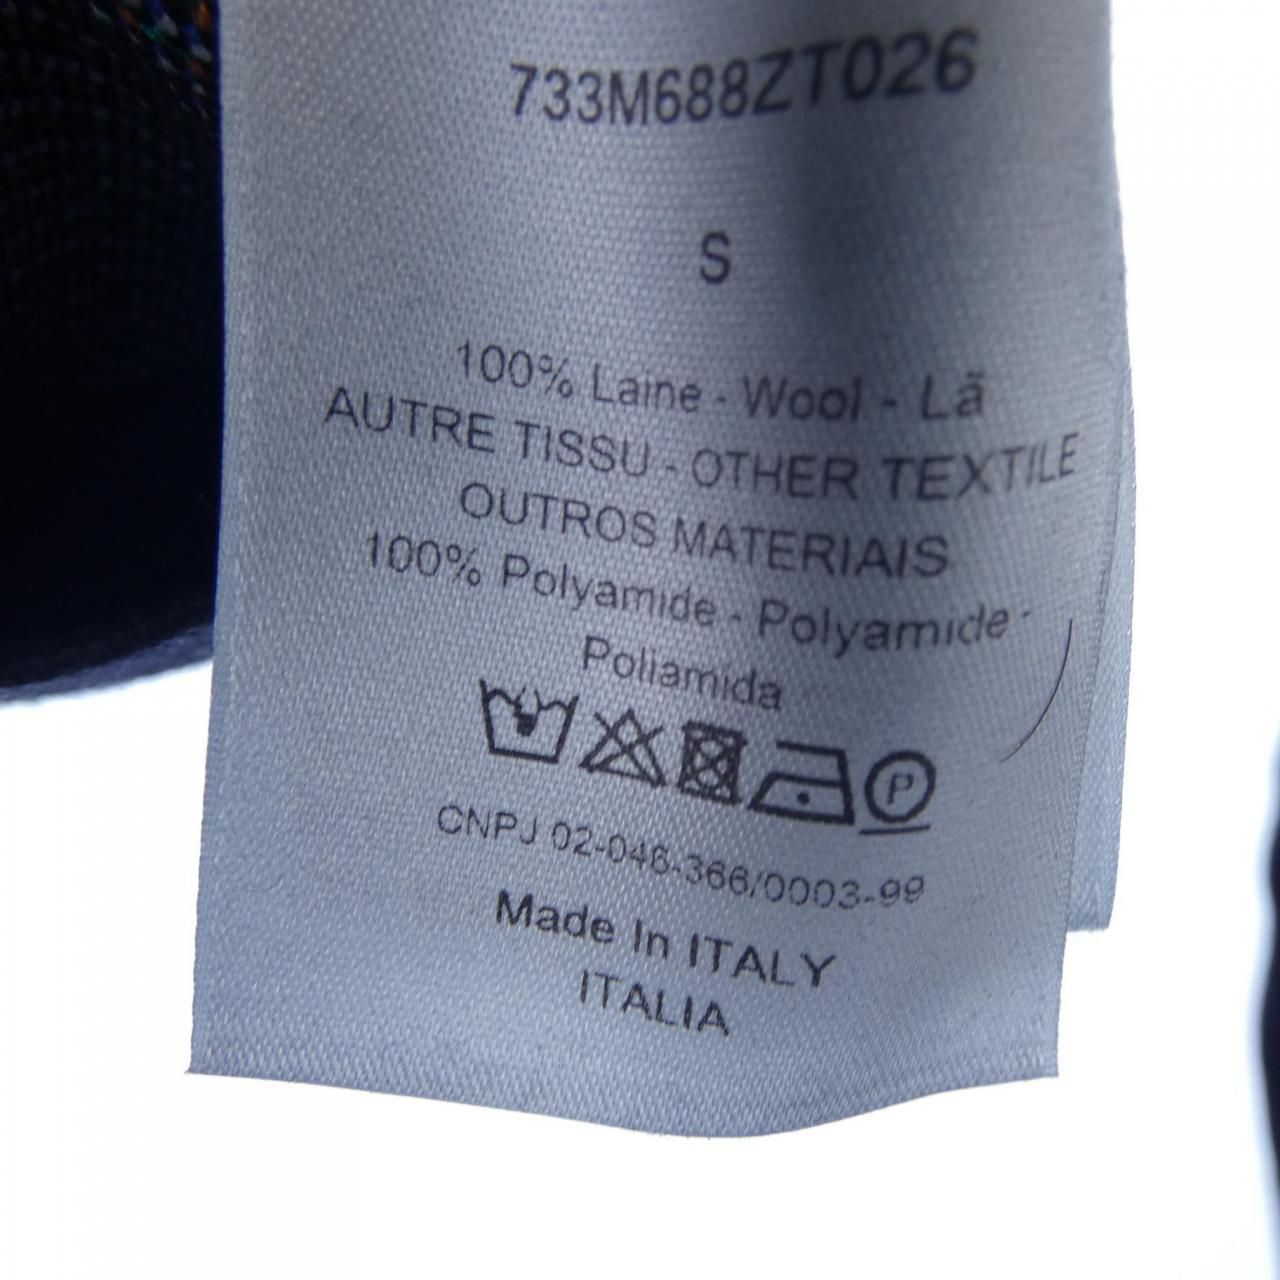 733M688ZT026
S
100% Laine - Wool - Lã
AUTRE TISSU - OTHER TEXTILE
OUTROS MATERIAIS
100% Polyamide - Polyamide -
Poliamida
P
CNPJ 02-046-366/0003-99
Made In ITALY
ITALIA